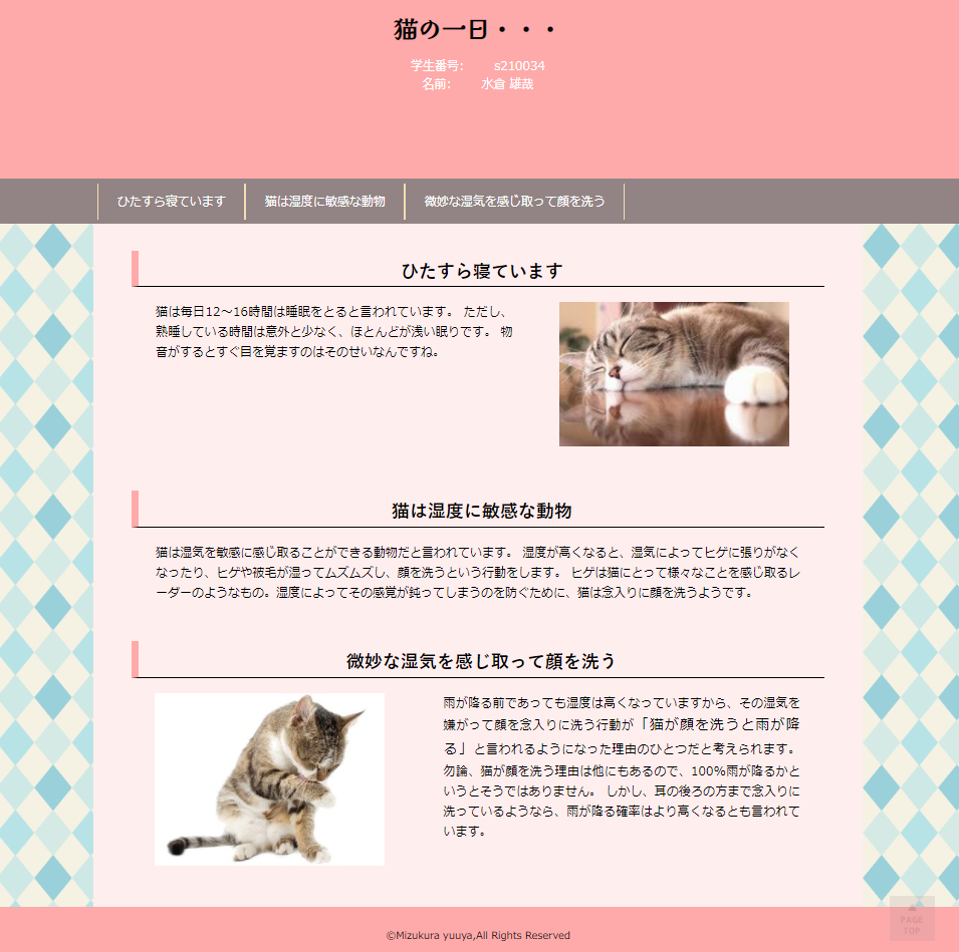 猫の一日・・・
学生番号: s210034
名前: 水倉 雄哉
ひたすら寝ています 猫は湿度に敏感な動物 微妙な湿気を感じ取って顔を洗う
ひたすら寝ています
猫は毎日12～16時間は睡眠をとると言われています。 ただし、
熟睡している時間は意外と少なく、ほとんどが浅い眠りです。 物
音がするとすぐ目を覚ますのはそのせいなんですね。
猫は湿度に敏感な動物
猫は湿気を敏感に感じ取ることができる動物だと言われています。 湿度が高くなると、湿気によってヒゲに張りがなく
なったり、ヒゲや被毛が湿ってムズムズし、顔を洗うという行動をします。 ヒゲは猫にとって様々なことを感じ取るレ
ーダーのようなもの。湿度によってその感覚が鈍ってしまうのを防ぐために、猫は念入りに顔を洗うようです。
微妙な湿気を感じ取って顔を洗う
雨が降る前であっても湿度は高くなっていますから、その湿気を
嫌がって顔を念入りに洗う行動が「猫が顔を洗うと雨が降
る」と言われるようになった理由のひとつだと考えられます。
勿論、猫が顔を洗う理由は他にもあるので、100%雨が降るかと
いうとそうではありません。 しかし、耳の後ろの方まで念入りに
洗っているようなら、雨が降る確率はより高くなるとも言われて
います。
PAGE
TOP
©Mizukura yuuya,All Rights Reserved